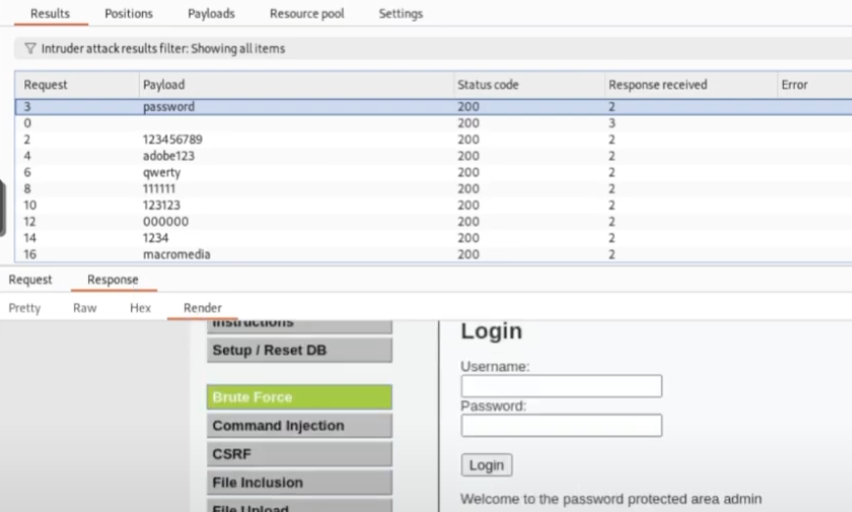 Results Positions Payloads Resource pool Settings
Intruder attack results filter: Showing all items
Request Payload Status code Response received Error
3 password 200 2
0 200 3
2 123456789 200 2
4 adobe123 200 2
6 qwerty 200 2
8 111111 200 2
10 123123 200 2
12 000000 200 2
14 1234 200 2
16 macromedia 200 2
Request Response
Pretty Raw Hex Render
Instructions
Setup / Reset DB
Brute Force
Command Injection
CSRF
File Inclusion
File Upload
Login
Username:
Password:
Login
Welcome to the password protected area admin